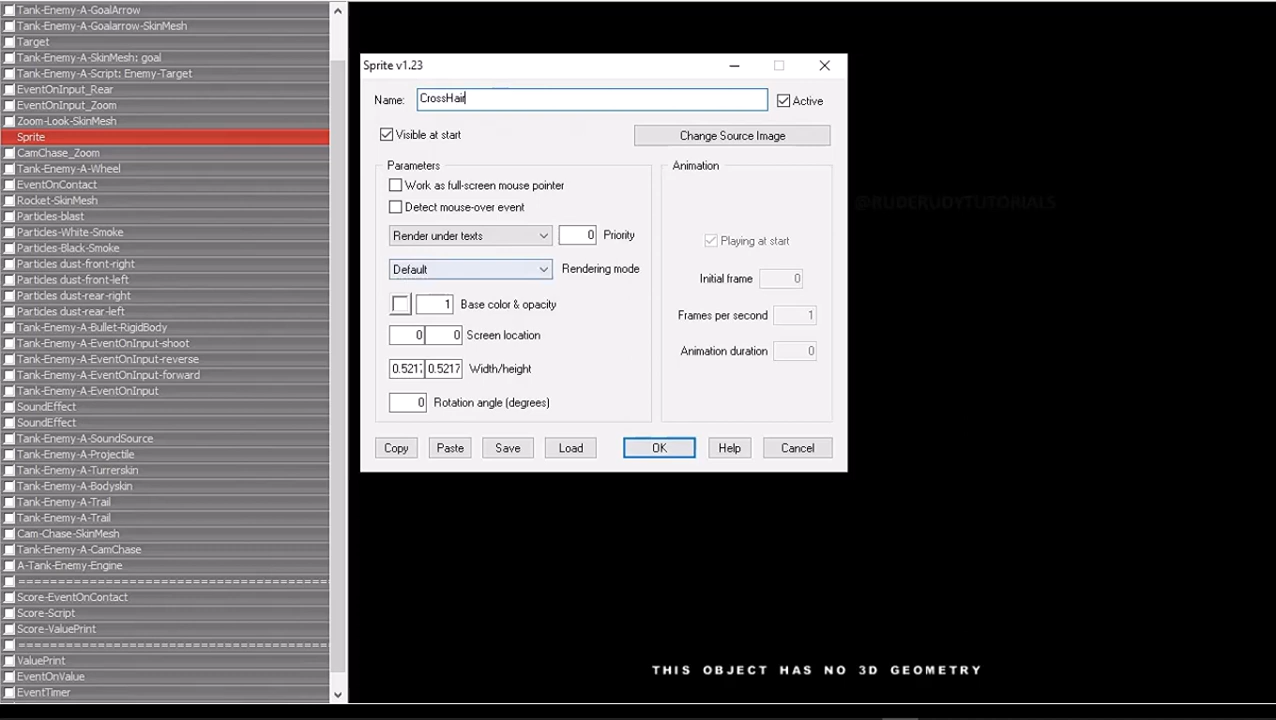 Tank-Enemy-A-GoalArrow
Tank-Enemy-A-Goalarrow-SkinMesh
Target
Tank-Enemy-A-SkinMesh: goal
Tank-Enemy-A-Script: Enemy-Target
EventOnInput_Rear
EventOnInput_Zoom
Zoom-Look-SkinMesh
Sprite
CamChase_Zoom
Tank-Enemy-A-Wheel
EventOnContact
Rocket-SkinMesh
Particles-blast
Particles-White-Smoke
Particles-Black-Smoke
Particles dust-front-right
Particles dust-front-left
Particles dust-rear-right
Particles dust-rear-left
Tank-Enemy-A-Bullet-RigidBody
Tank-Enemy-A-EventOnInput-shoot
Tank-Enemy-A-EventOnInput-reverse
Tank-Enemy-A-EventOnInput-forward
Tank-Enemy-A-EventOnInput
SoundEffect
SoundEffect
Tank-Enemy-A-SoundSource
Tank-Enemy-A-Projectile
Tank-Enemy-A-Turrerskin
Tank-Enemy-A-Bodyskin
Tank-Enemy-A-Trail
Tank-Enemy-A-Trail
Cam-Chase-SkinMesh
Tank-Enemy-A-CamChase
A-Tank-Enemy-Engine
=======================================
Score-EventOnContact
Score-Script
Score-ValuePrint
=======================================
ValuePrint
EventOnValue
EventTimer
Sprite v1.23
Name: CrossHair Active
Visible at start Change Source Image
Parameters Animation
Work as full-screen mouse pointer
Detect mouse-over event
Render under texts 0 Priority Playing at start
Default Rendering mode Initial frame 0
1 Base color & opacity Frames per second 1
0 0 Screen location
Animation duration 0
0.5217 0.5217 Width/height
0 Rotation angle (degrees)
Copy Paste Save Load OK Help Cancel
@RUDERUDYTUTORIALS
THIS OBJECT HAS NO 3D GEOMETRY